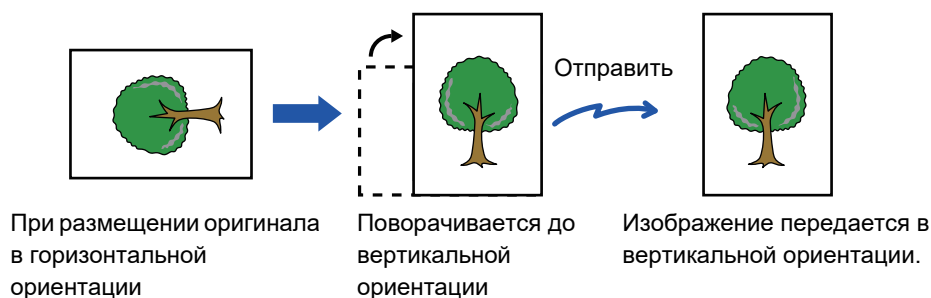 Отправить
При размещении оригинала
в горизонтальной
ориентации
Поворачивается до
вертикальной
ориентации
Изображение передается в
вертикальной ориентации.